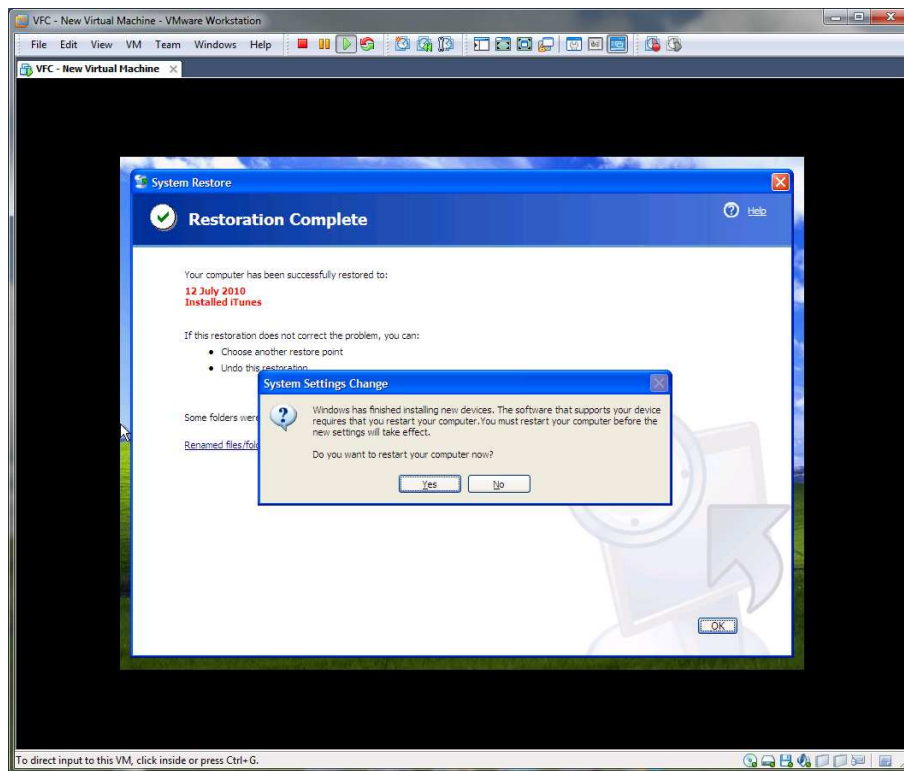 VFC - New Virtual Machine - VMware Workstation
File Edit View VM Team Windows Help
VFC - New Virtual Machine
System Restore
Restoration Complete
Help
Your computer has been successfully restored to:
12 July 2010
Installed iTunes
If this restoration does not correct the problem, you can:
Choose another restore point
Undo this restoration
System Settings Change
Some folders were
Renamed files/fol
Windows has finished installing new devices. The software that supports your device
requires that you restart your computer.You must restart your computer before the
new settings will take effect.
Do you want to restart your computer now?
Yes No
OK
To direct input to this VM, click inside or press Ctrl+G.